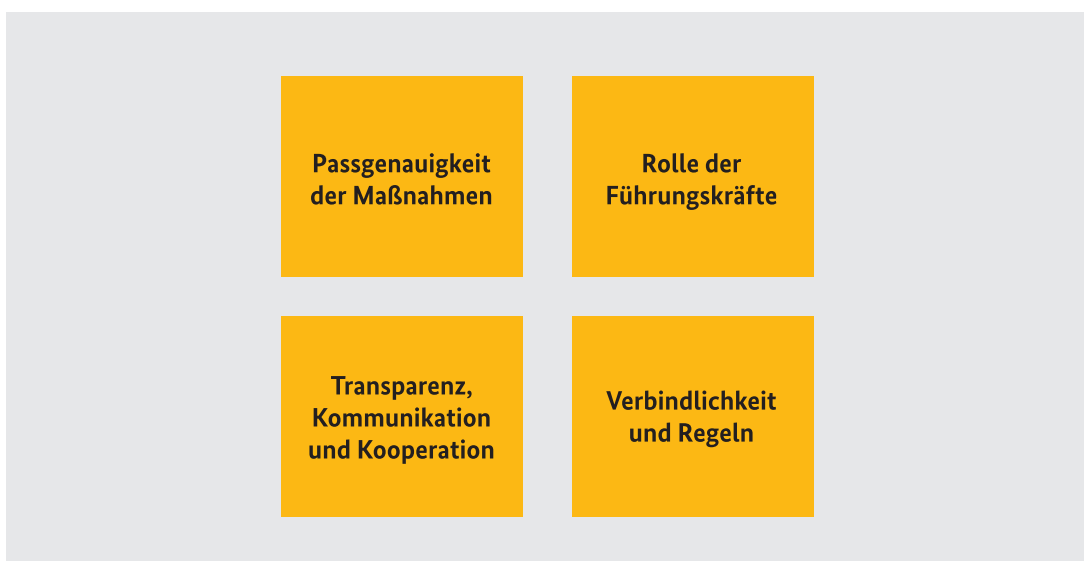 Passgenauigkeit
der Maßnahmen
Rolle der
Führungskräfte
Transparenz,
Kommunikation
und Kooperation
Verbindlichkeit
und Regeln